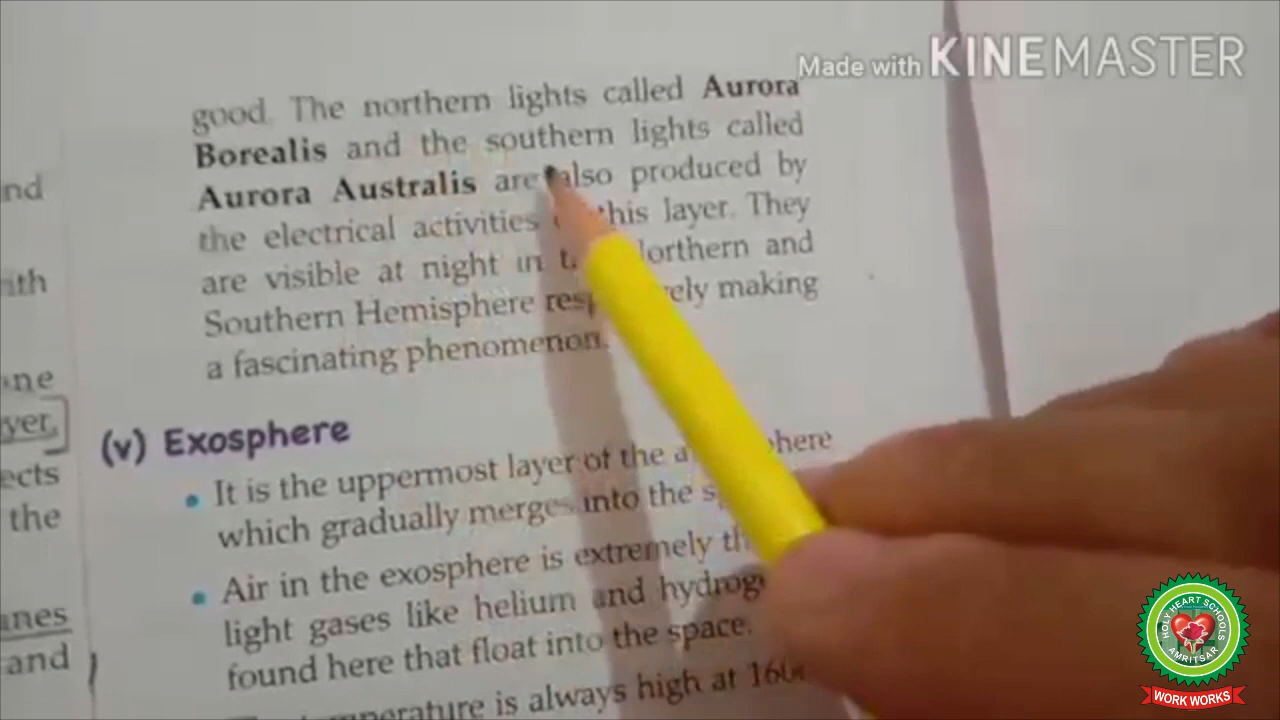 Made with KINEMASTER
good. The northern lights called Aurora
Borealis and the southern lights called
Aurora Australis are also produced by
the electrical activities this layer. They
are visible at night in and
Southern Hemisphere making
a fascinating phenomenon.
(v) Exosphere
• It is the uppermost layer of the
which gradually merges into the
• Air in the exosphere is extremely
light gases like helium and
found here that float into the space.
is always high at
nd
ith
ne
yer,
ects
the
anes
and
HOLY HEART SCHOOLS
AMRITSAR
WORK WORKS